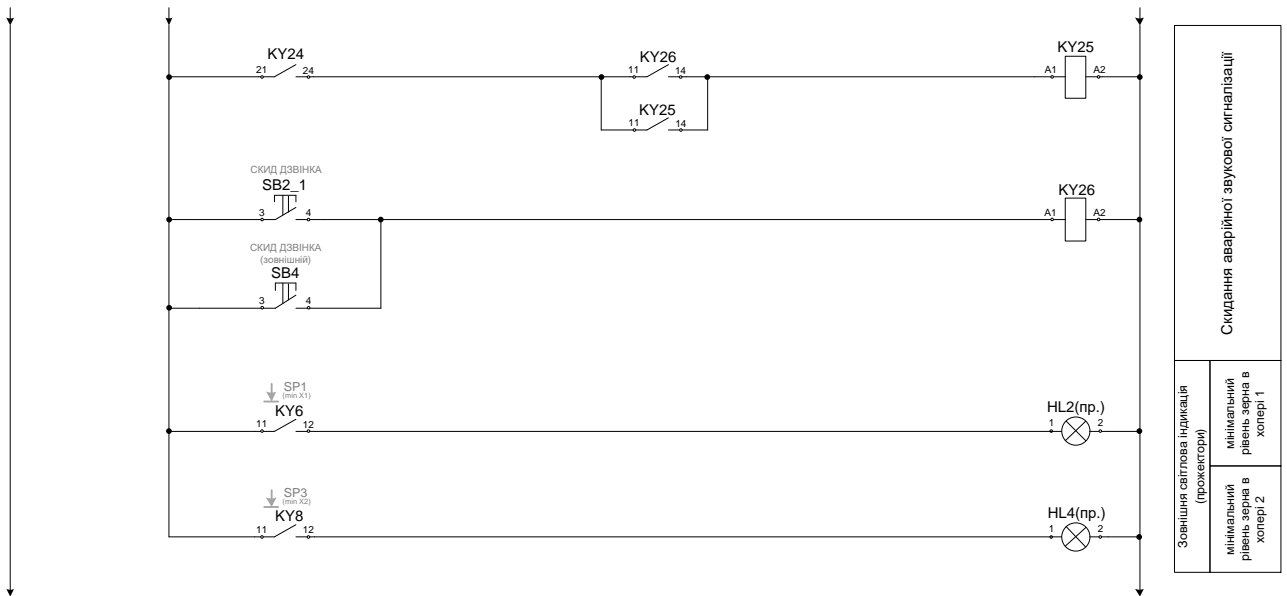 KY24
21 24
KY26
11 14
KY25
11 14
KY25
A1 A2
СКИД ДЗВІНКА
SB2_1
3 4
KY26
A1 A2
СКИД ДЗВІНКА
(зовнішній)
SB4
3 4
SP1
(min X1)
KY6
11 12
HL2(пр.)
1 2
SP3
(min X2)
KY8
11 12
HL4(пр.)
1 2
Скидання аварійної звукової сигналізації
Зовнішня світлова індикація
(прожектори)
мінімальний
рівень зерна в
хопері 1
мінімальний
рівень зерна в
хопері 2